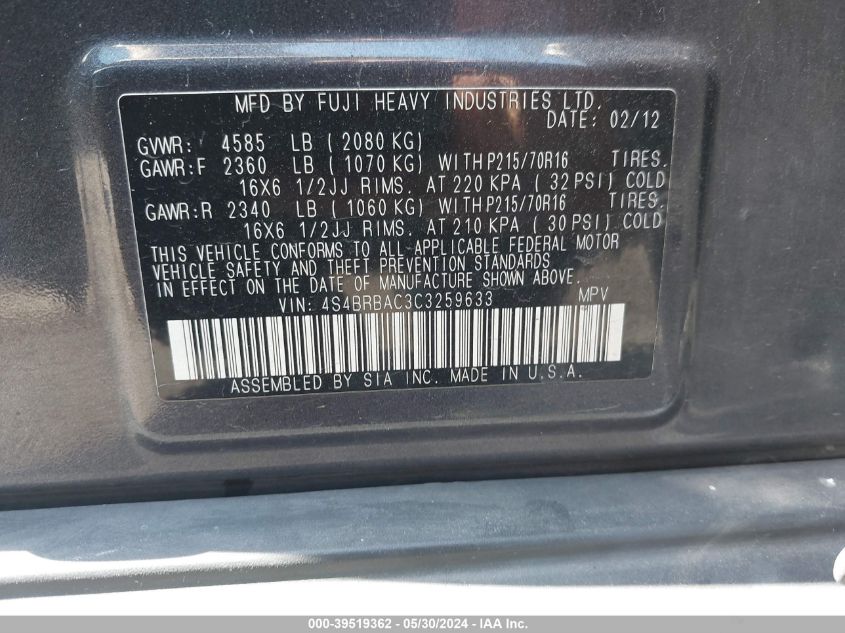 MFD BY FUJI HEAVY INDUSTRIES LTD.
DATE: 02/12
GVWR: 4585 LB ( 2080 KG)
GAWR:F 2360 LB ( 1070 KG) WITH P215/70R16 TIRES.
16X6 1/2JJ RIMS. AT 220 KPA ( 32 PSI) COLD
GAWR:R 2340 LB ( 1060 KG) WITH P215/70R16 TIRES.
16X6 1/2JJ RIMS. AT 210 KPA ( 30 PSI) COLD
THIS VEHICLE CONFORMS TO ALL APPLICABLE FEDERAL MOTOR
VEHICLE SAFETY AND THEFT PREVENTION STANDARDS
IN EFFECT ON THE DATE OF MANUFACTURE SHOWN ABOVE.
VIN: 4S4BRBAC3C3259633 MPV
ASSEMBLED BY SIA INC. MADE IN U.S.A.
000-39519362 - 05/30/2024 - IAA Inc.